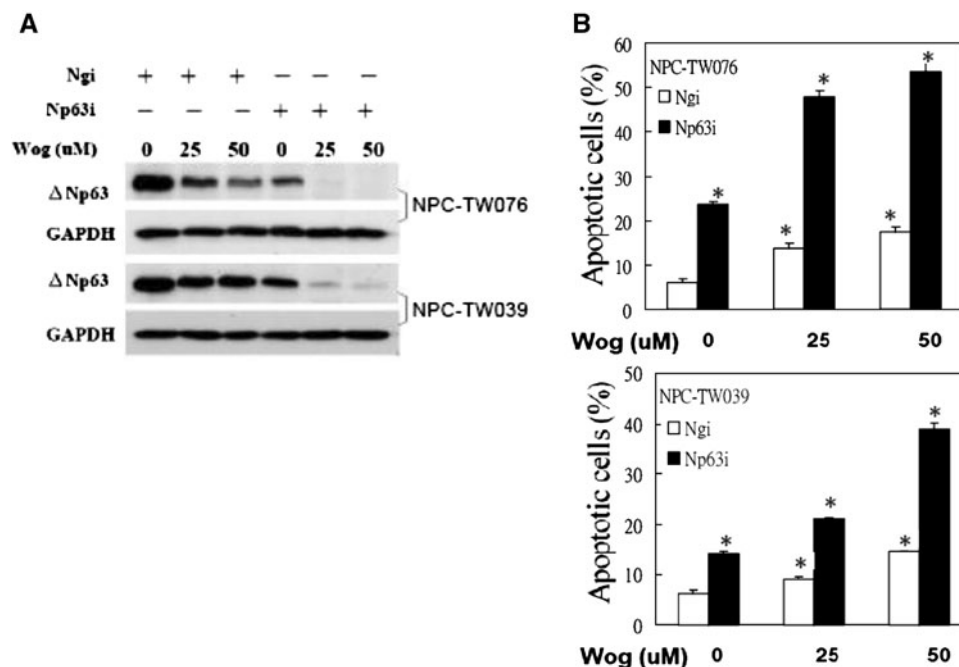 A
Ngi + + + − − −
Np63i − − − + + +
Wog (uM) 0 25 50 0 25 50
Δ Np63
NPC-TW076
GAPDH
Δ Np63
NPC-TW039
GAPDH
B
Apoptotic cells (%)
60
50
40
30
20
10
0
NPC-TW076
Ngi
Np63i
* * * * *
Wog (uM) 0 25 50
Apoptotic cells (%)
50
40
30
20
10
0
NPC-TW039
Ngi
Np63i
* * * * *
Wog (uM) 0 25 50